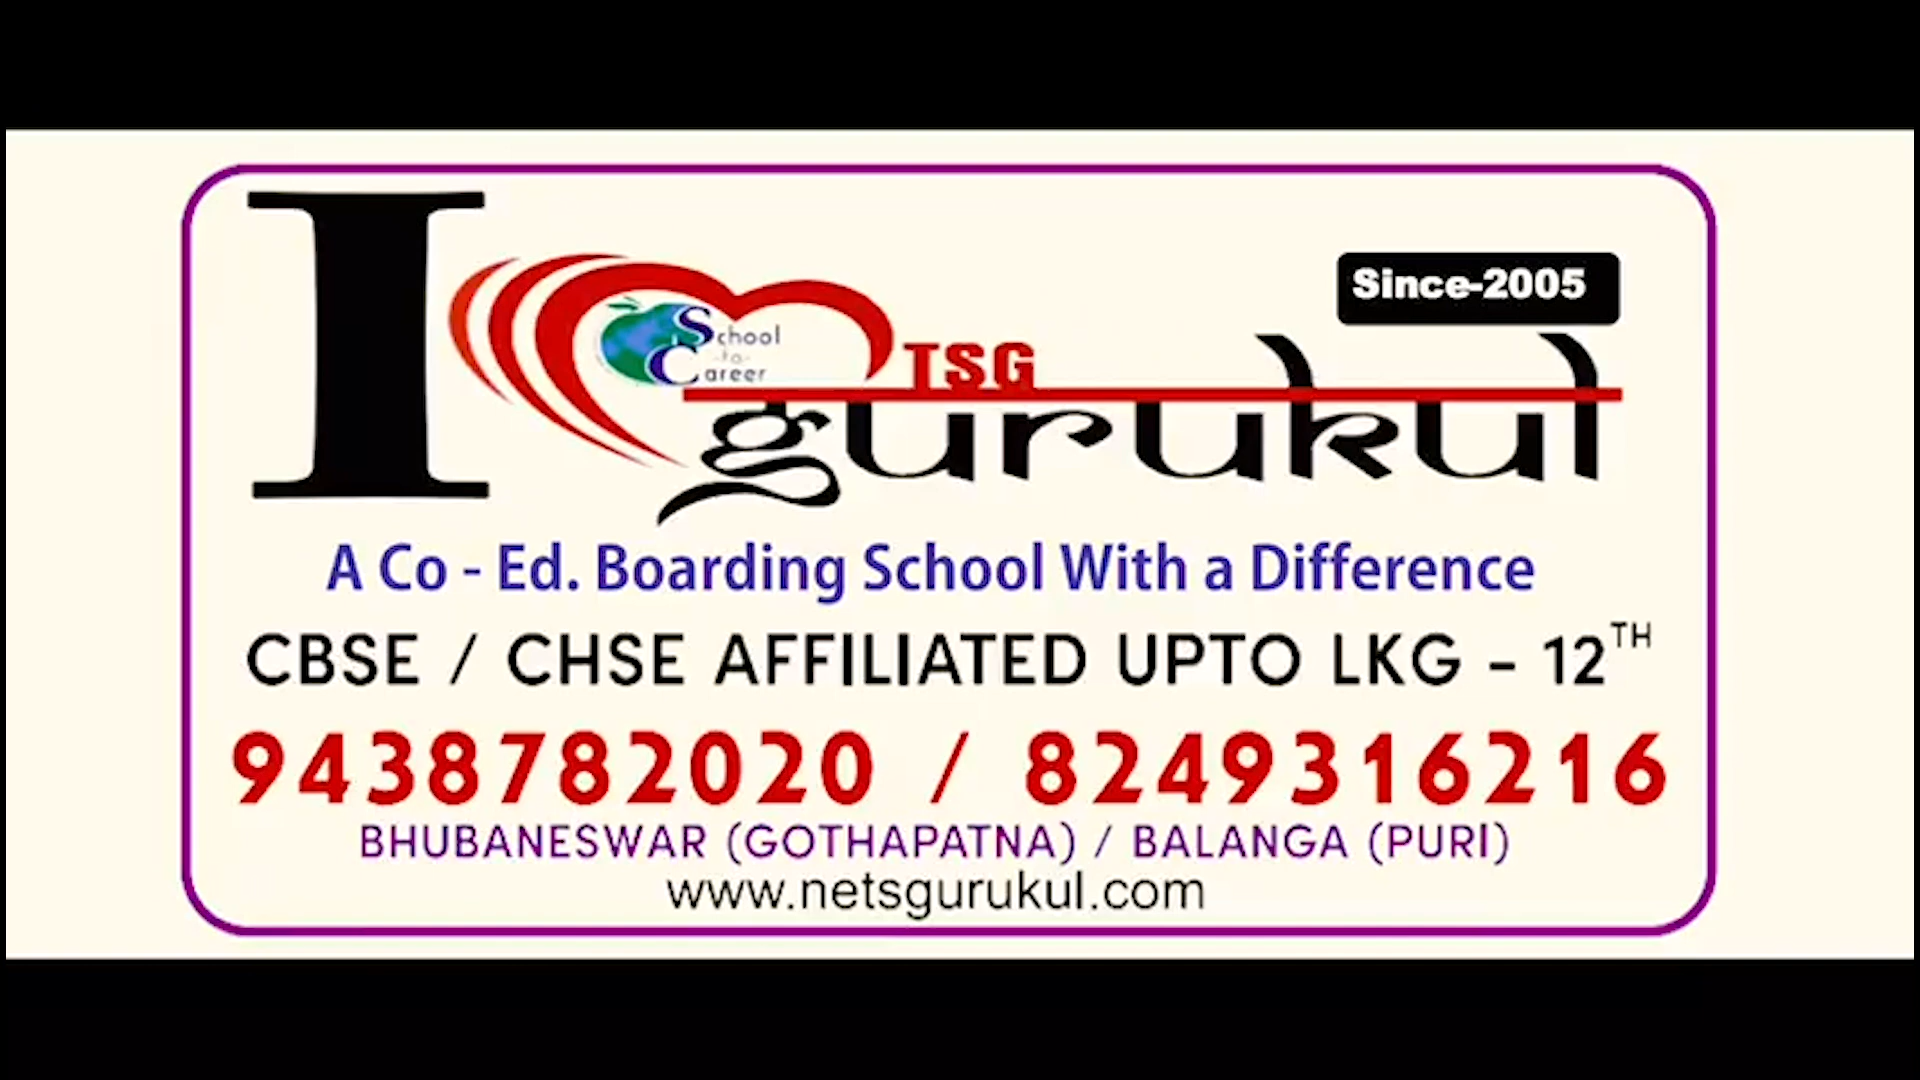 I
School
-to-
Career
TSG
Since-2005
gurukul
A Co - Ed. Boarding School With a Difference
CBSE / CHSE AFFILIATED UPTO LKG - 12TH
9438782020 / 8249316216
BHUBANESWAR (GOTHAPATNA) / BALANGA (PURI)
www.netsgurukul.com